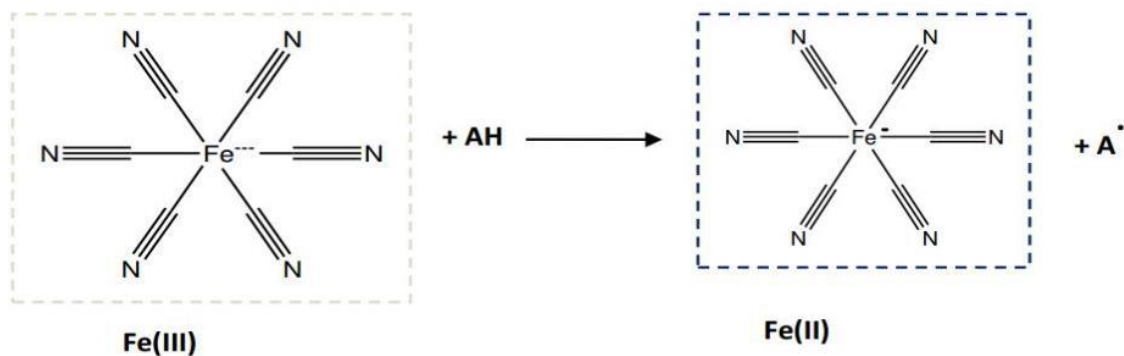 N N
N Fe--- N
N N
+ AH
N N
N Fe- N
N N
+ A•
Fe(III)
Fe(II)